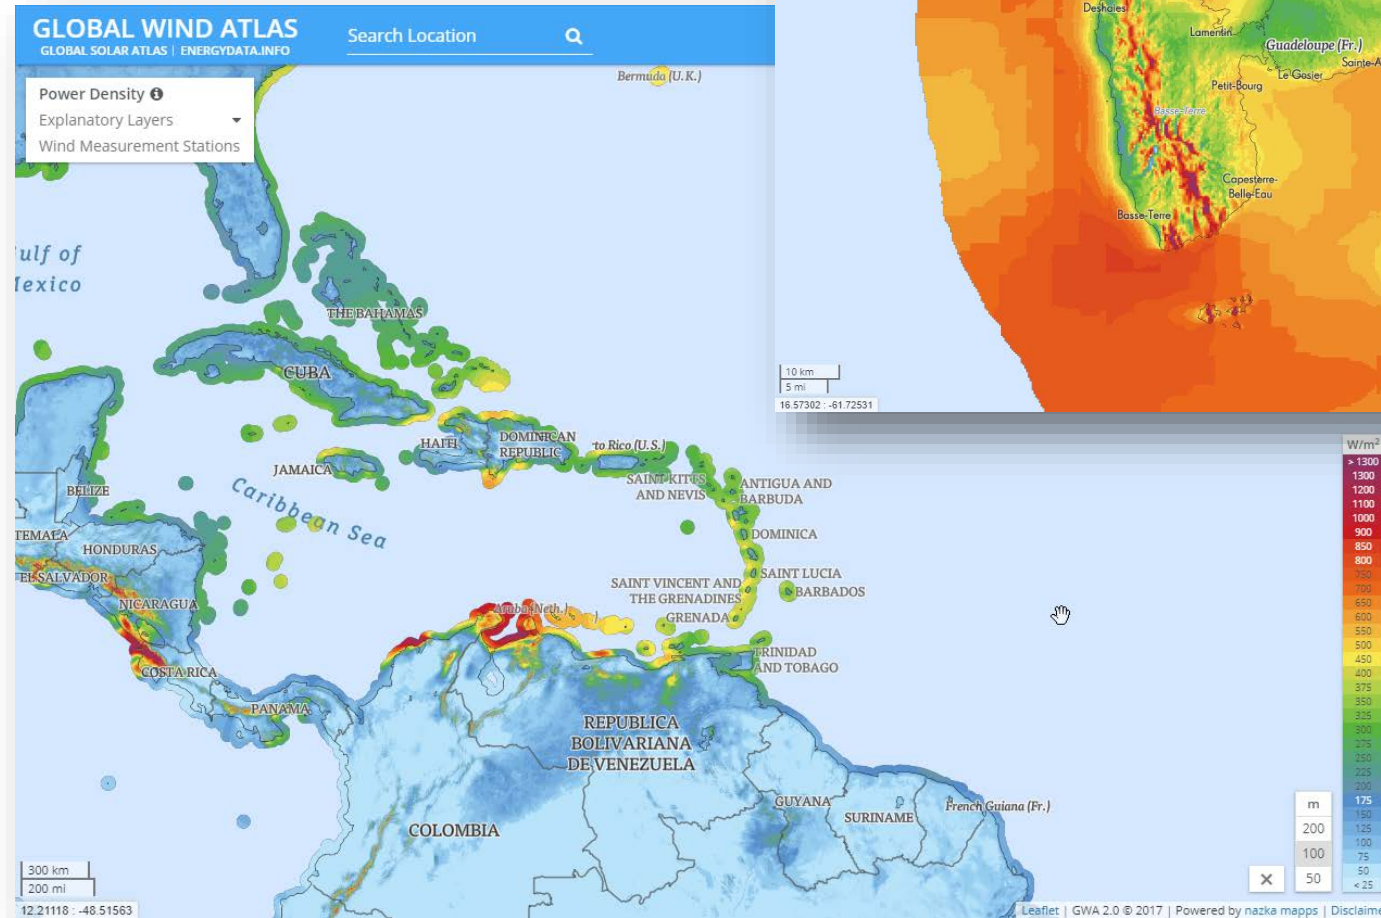 GLOBAL WIND ATLAS
GLOBAL SOLAR ATLAS | ENERGYDATA.INFO
Search Location
Power Density
Explanatory Layers
Wind Measurement Stations
Bermuda (U.K.)
ulf of
Mexico
THE BAHAMAS
CUBA
HAITI
DOMINICAN
REPUBLIC
to Rico (U.S.)
JAMAICA
SAINT KITTS
AND NEVIS
ANTIGUA AND
BARBUDA
BELIZE
Caribbean Sea
DOMINICA
TEMALA
HONDURAS
EL SALVADOR
SAINT LUCIA
SAINT VINCENT AND
THE GRENADINES
BARBADOS
NICARAGUA
Aruba (Neth.)
GRENADA
TRINIDAD
AND TOBAGO
COSTA RICA
PANAMA
REPUBLICA
BOLIVARIANA
DE VENEZUELA
GUYANA
SURINAME
French Guiana (Fr.)
COLOMBIA
300 km
200 mi
12.21118 : -48.51563
Deshaies
Lamentin
Guadeloupe (Fr.)
Sainte-A
Le Gosier
Petit-Bourg
Basse-Terre
Capesterre-
Belle-Eau
Basse-Terre
10 km
5 mi
16.57302 : -61.72531
W/m²
> 1300
1300
1200
1100
1000
900
850
800
750
700
650
600
550
500
450
400
375
350
325
300
275
250
225
200
175
150
125
100
75
50
< 25
m
200
100
50
Leaflet | GWA 2.0 © 2017 | Powered by nazka mapps | Disclaime